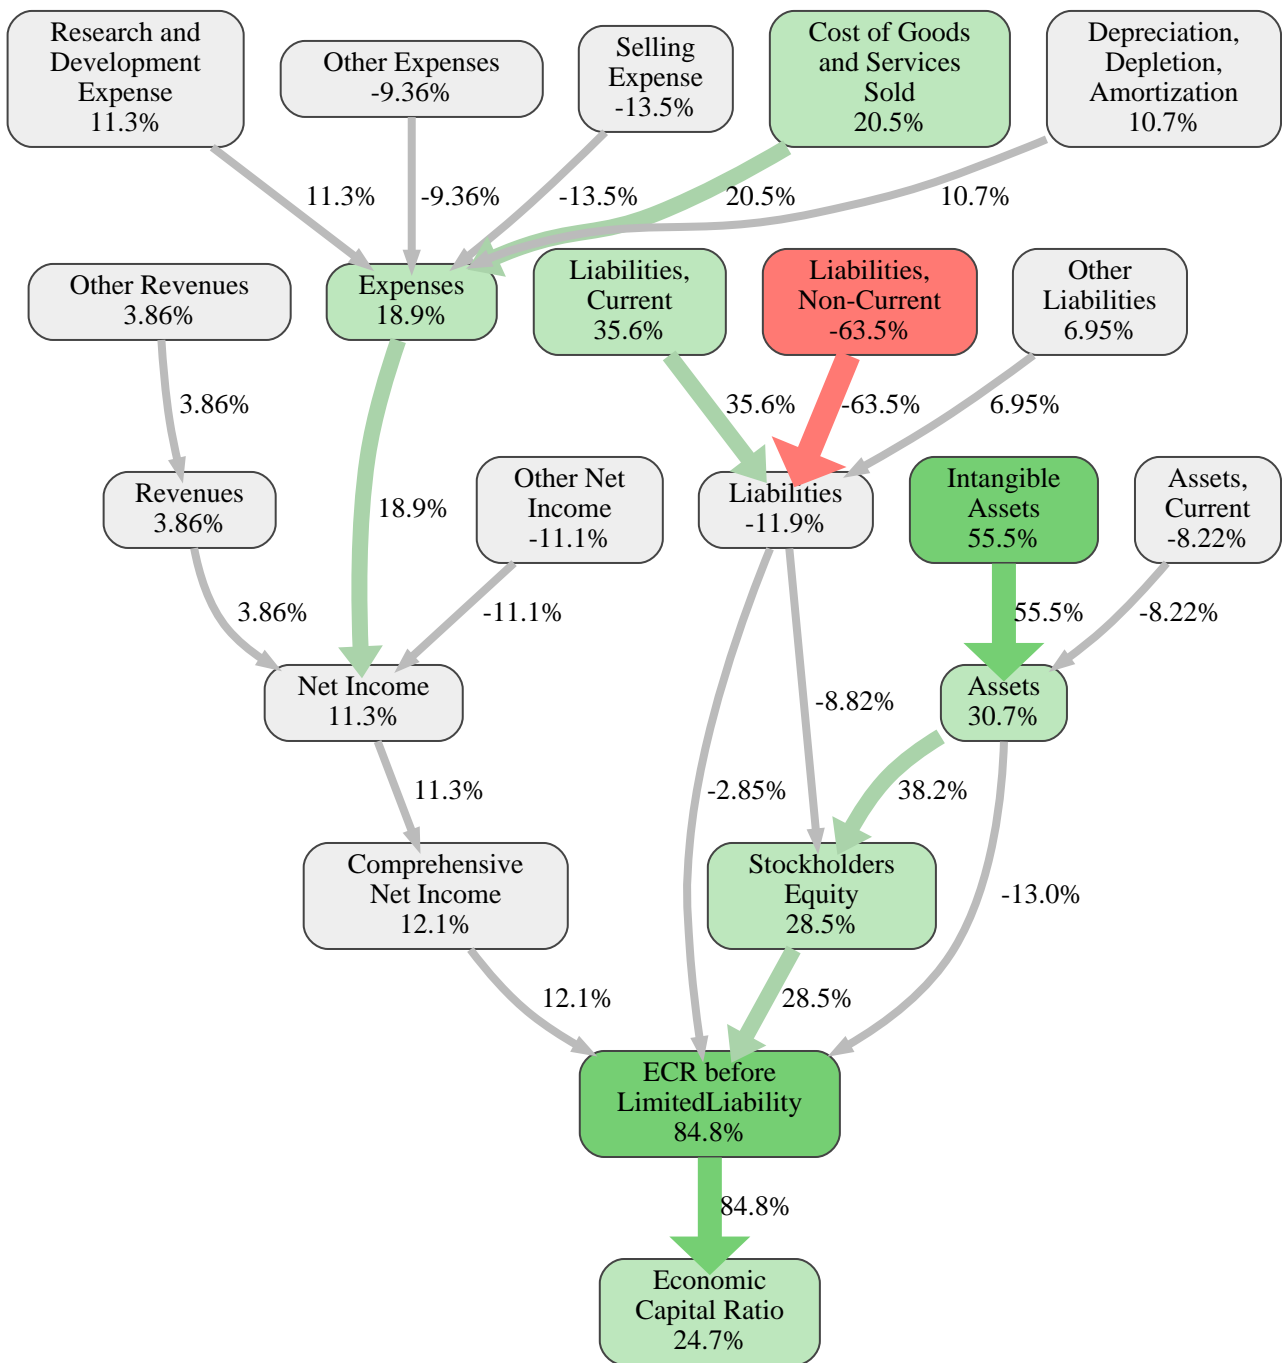 Research and
Development
Expense
11.3%
Other Expenses
-9.36%
Selling
Expense
-13.5%
Cost of Goods
and Services
Sold
20.5%
Depreciation,
Depletion,
Amortization
10.7%
11.3%
-9.36%
-13.5%
20.5%
10.7%
Other Revenues
3.86%
Expenses
18.9%
Liabilities,
Current
35.6%
Liabilities,
Non-Current
-63.5%
Other
Liabilities
6.95%
3.86%
35.6%
-63.5%
6.95%
Revenues
3.86%
18.9%
Other Net
Income
-11.1%
Liabilities
-11.9%
Intangible
Assets
55.5%
Assets,
Current
-8.22%
3.86%
-11.1%
55.5%
-8.22%
Net Income
11.3%
-8.82%
Assets
30.7%
11.3%
-2.85%
38.2%
Comprehensive
Net Income
12.1%
Stockholders
Equity
28.5%
-13.0%
12.1%
28.5%
ECR before
LimitedLiability
84.8%
84.8%
Economic
Capital Ratio
24.7%